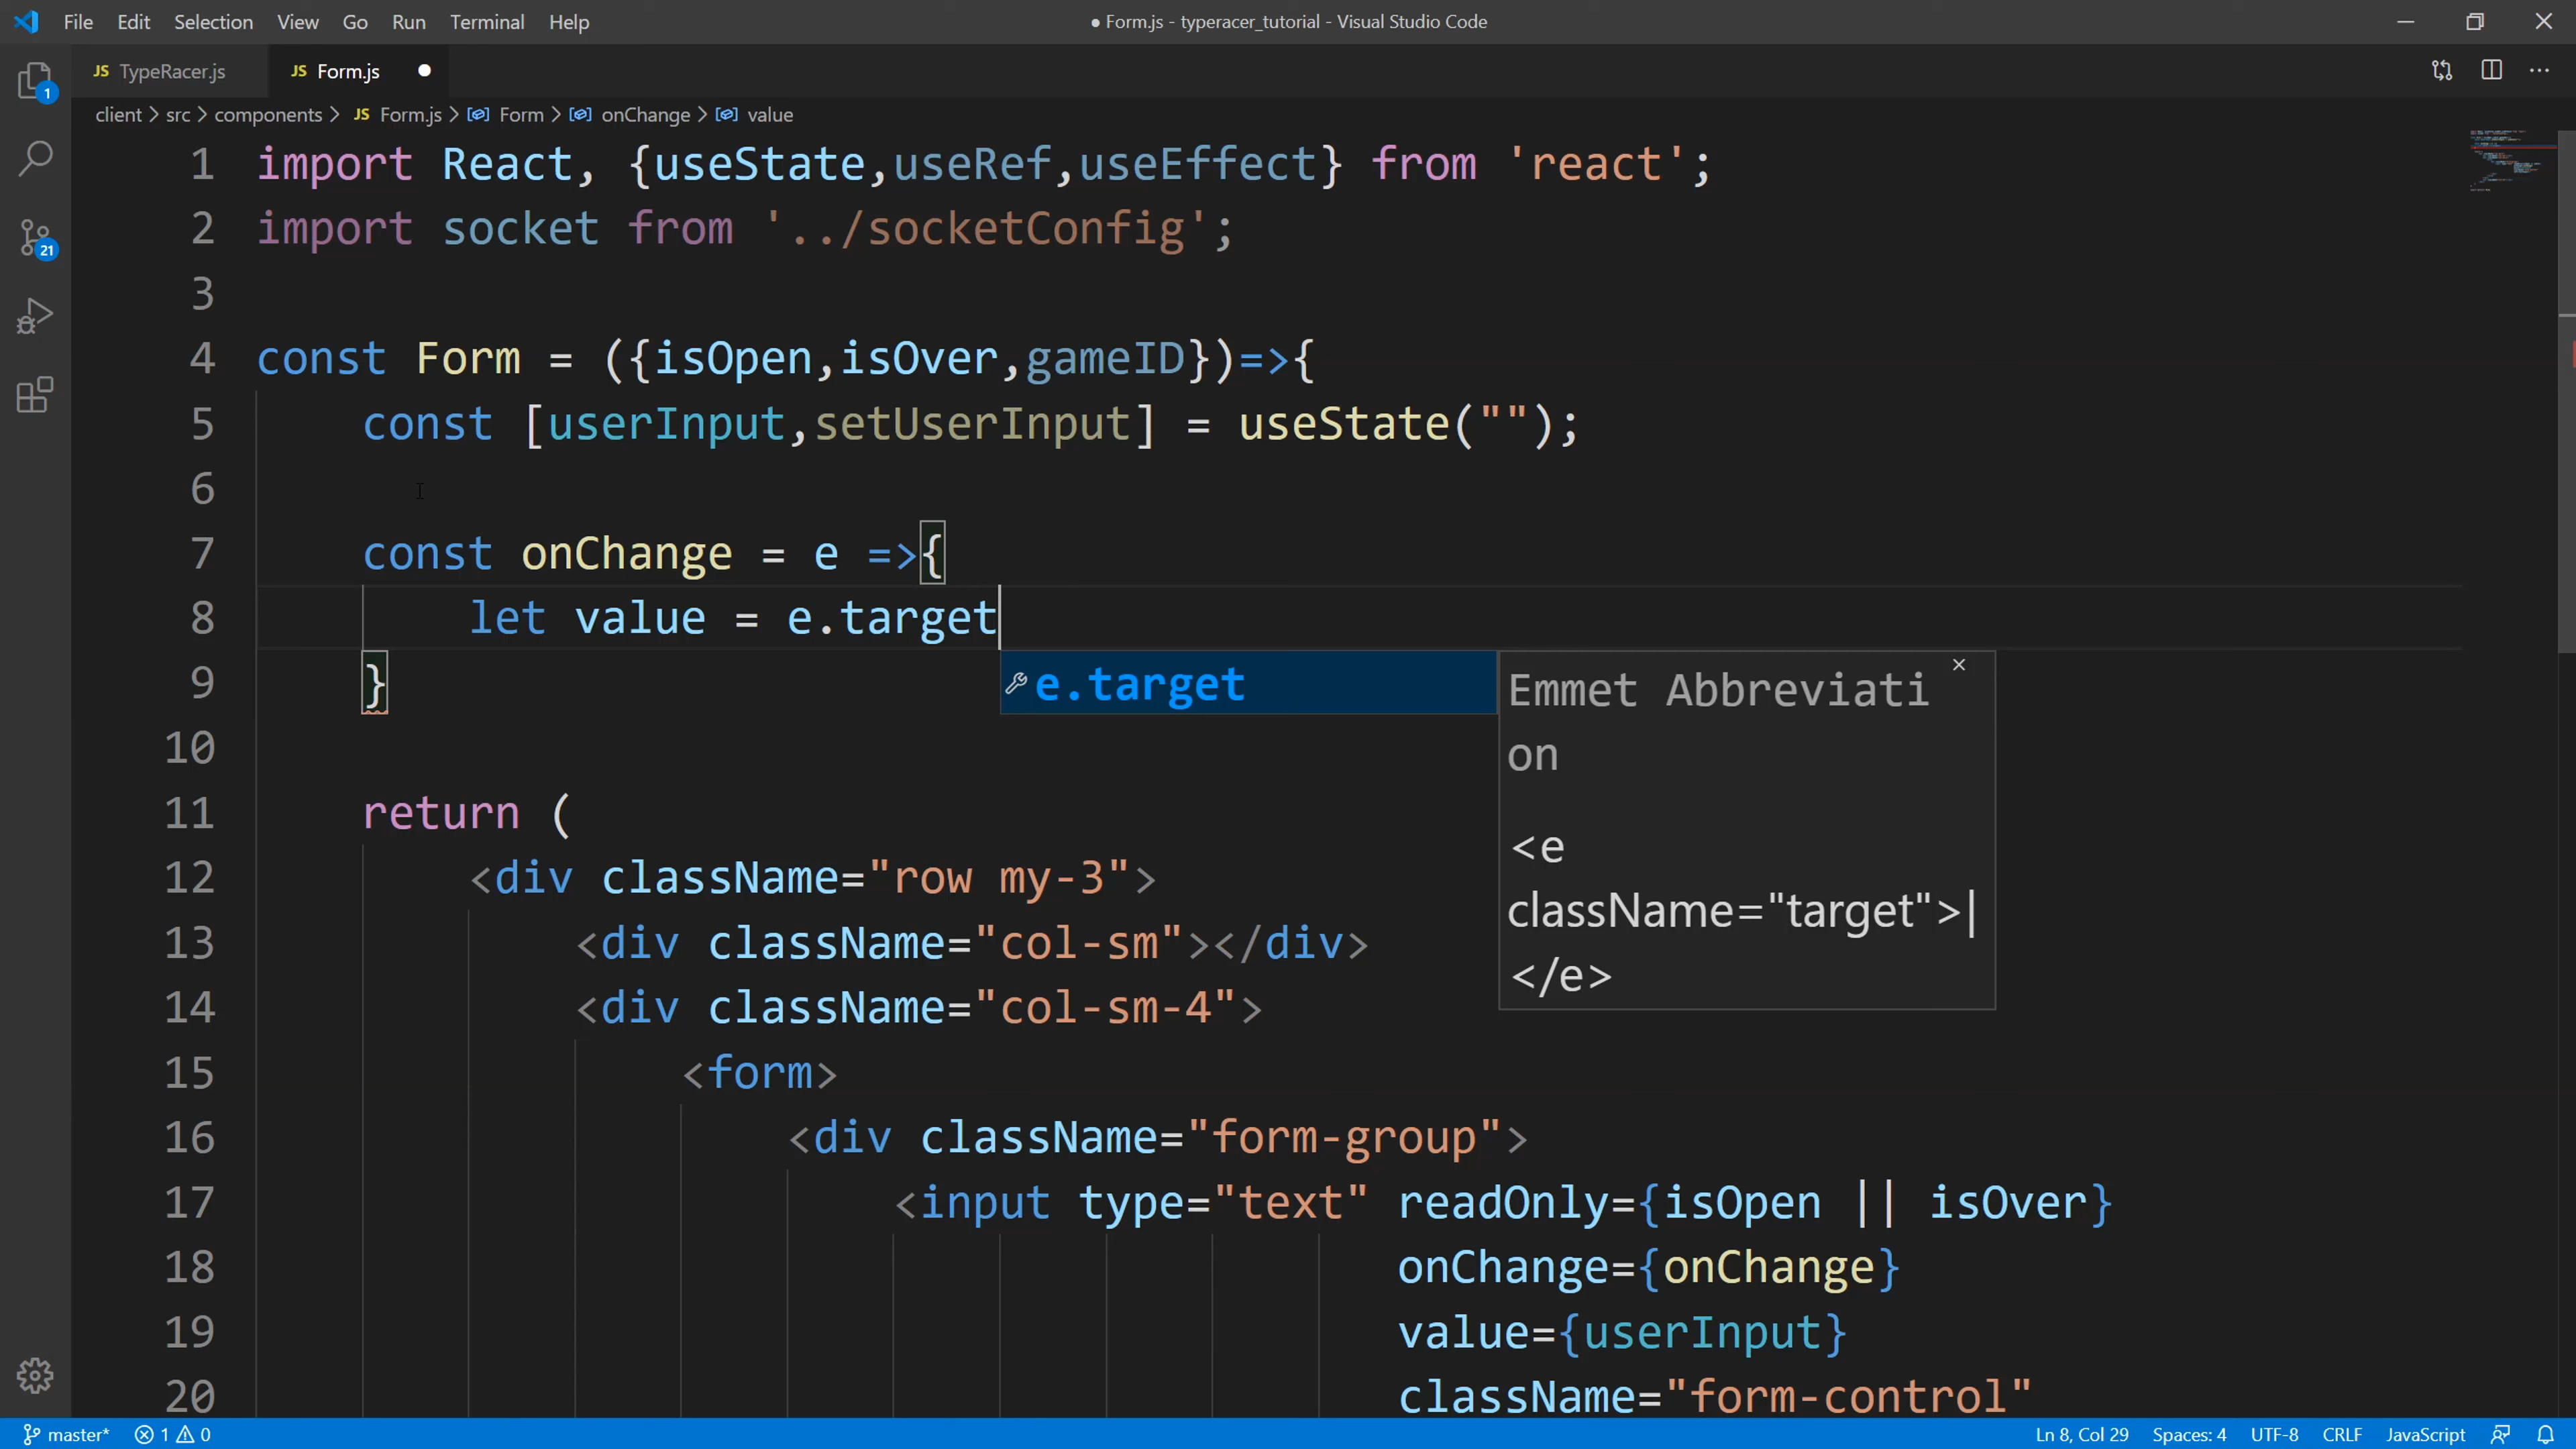 File Edit Selection View Go Run Terminal Help
● Form.js - typeracer_tutorial - Visual Studio Code
JS TypeRacer.js
JS Form.js ●
client > src > components > JS Form.js > Form > onChange > value
1
21
1 import React, {useState,useRef,useEffect} from 'react';
2 import socket from '../socketConfig';
3
4 const Form = ({isOpen,isOver,gameID})=>{
5 const [userInput,setUserInput] = useState("");
6
7 const onChange = e =>{
8 let value = e.target
9 }
e.target
Emmet Abbreviati
on
<e
className="target">|
</e>
10
11 return (
12 <div className="row my-3">
13 <div className="col-sm"></div>
14 <div className="col-sm-4">
15 <form>
16 <div className="form-group">
17 <input type="text" readOnly={isOpen || isOver}
18 onChange={onChange}
19 value={userInput}
20 className="form-control"
master* 1 0
Ln 8, Col 29 Spaces: 4 UTF-8 CRLF JavaScript